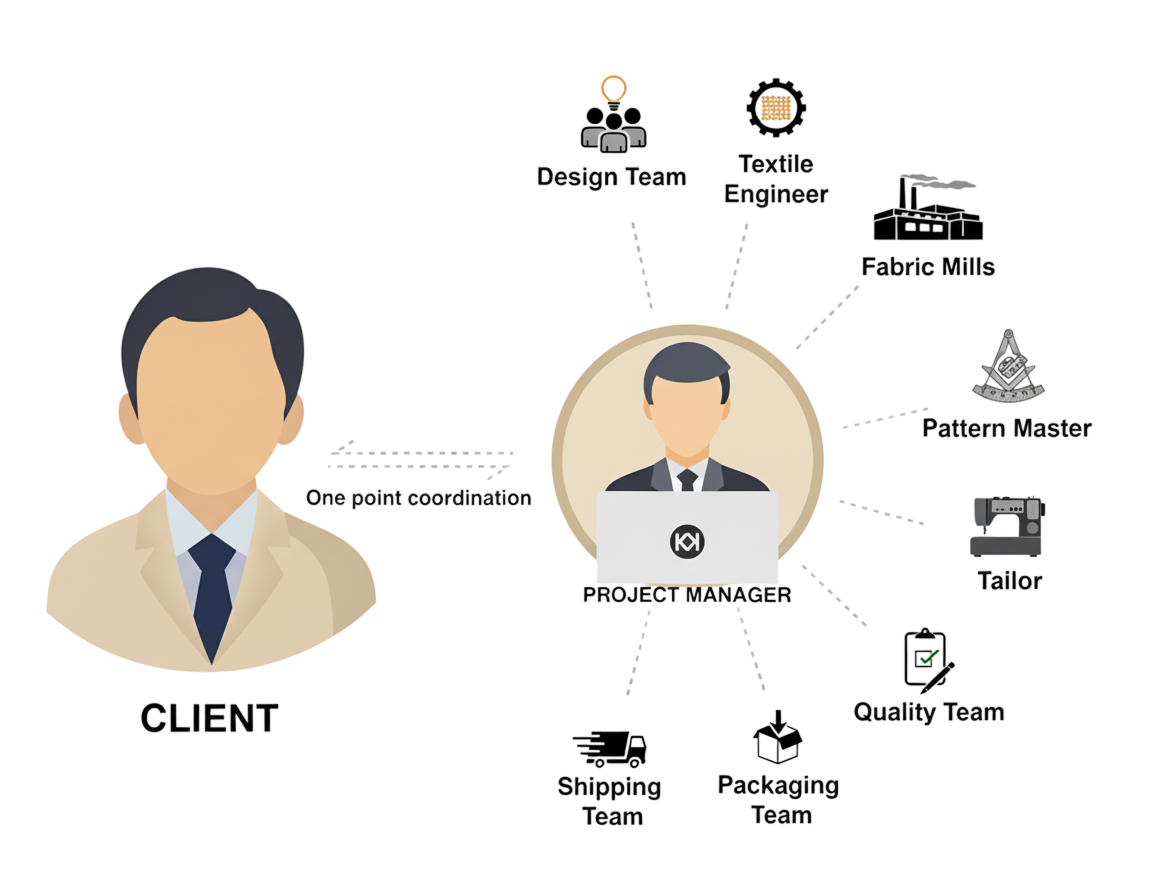 Design Team
Textile
Engineer
Fabric Mills
Pattern Master
One point coordination
Tailor
PROJECT MANAGER
CLIENT
Quality Team
Shipping
Team
Packaging
Team